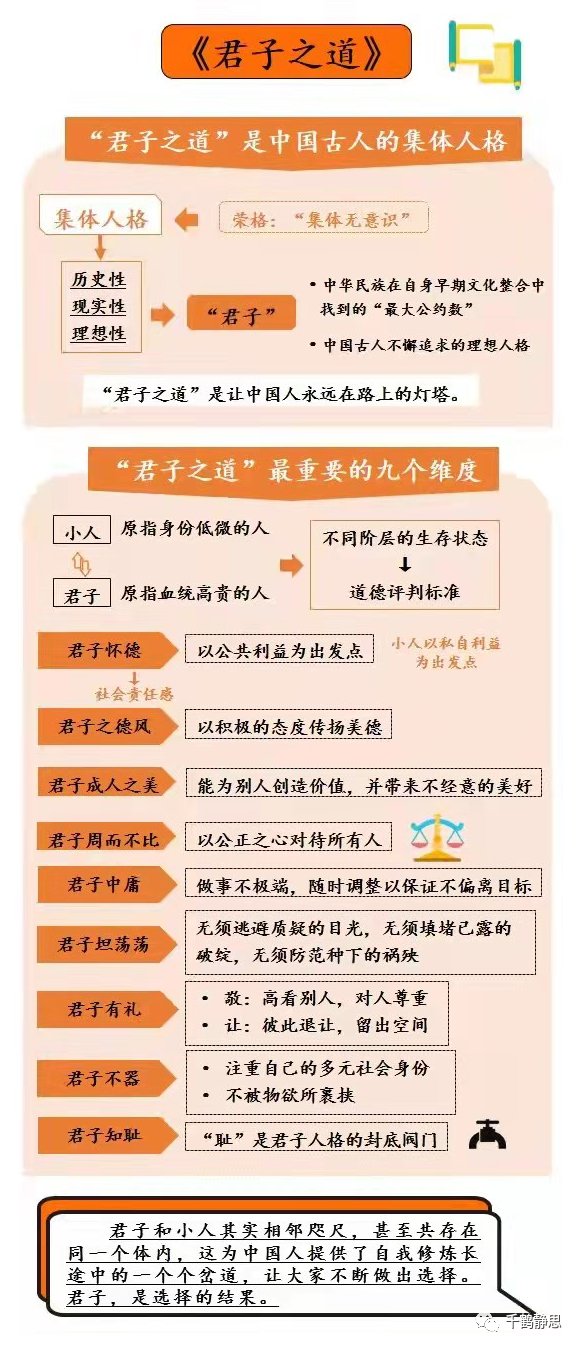 《君子之道》
“君子之道”是中国古人的集体人格
集体人格
荣格：“集体无意识”
历史性
现实性
理想性
“君子”
• 中华民族在自身早期文化整合中
找到的“最大公约数”
• 中国古人不懈追求的理想人格
“君子之道”是让中国人永远在路上的灯塔。
“君子之道”最重要的九个维度
小人
原指身份低微的人
君子
原指血统高贵的人
不同阶层的生存状态
道德评判标准
君子怀德
以公共利益为出发点
小人以私自利益
为出发点
社会责任感
君子之德风
以积极的态度传扬美德
君子成人之美
能为别人创造价值，并带来不经意的美好
君子周而不比
以公正之心对待所有人
君子中庸
做事不极端，随时调整以保证不偏离目标
君子坦荡荡
无须逃避质疑的目光，无须填堵已露的
破绽，无须防范种下的祸殃
君子有礼
• 敬：高看别人，对人尊重
• 让：彼此退让，留出空间
君子不器
• 注重自己的多元社会身份
• 不被物欲所裹挟
君子知耻
“耻”是君子人格的封底阀门
君子和小人其实相邻咫尺，甚至共存在
同一个体内，这为中国人提供了自我修炼长
途中的一个个岔道，让大家不断做出选择。
君子，是选择的结果。
千鹤静思